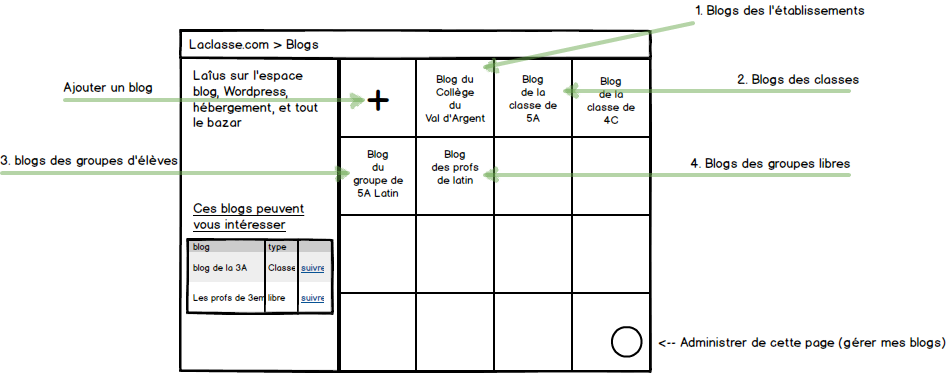 1. Blogs des l'établissements
Laclasse.com > Blogs
Laïus sur l'espace
blog, Wordpress,
hébergement, et tout
le bazar
Ajouter un blog
Blog du
Collège
du
Val d'Argent
Blog
de la
classe de
5A
Blog
de la
classe de
4C
2. Blogs des classes
3. blogs des groupes d'élèves
Blog
du
groupe de
5A Latin
Blog
des profs
de latin
4. Blogs des groupes libres
Ces blogs peuvent
vous intéresser
blog type
blog de la 3A Classe suivre
Les profs de 3em libre suivre
<-- Administrer de cette page (gérer mes blogs)